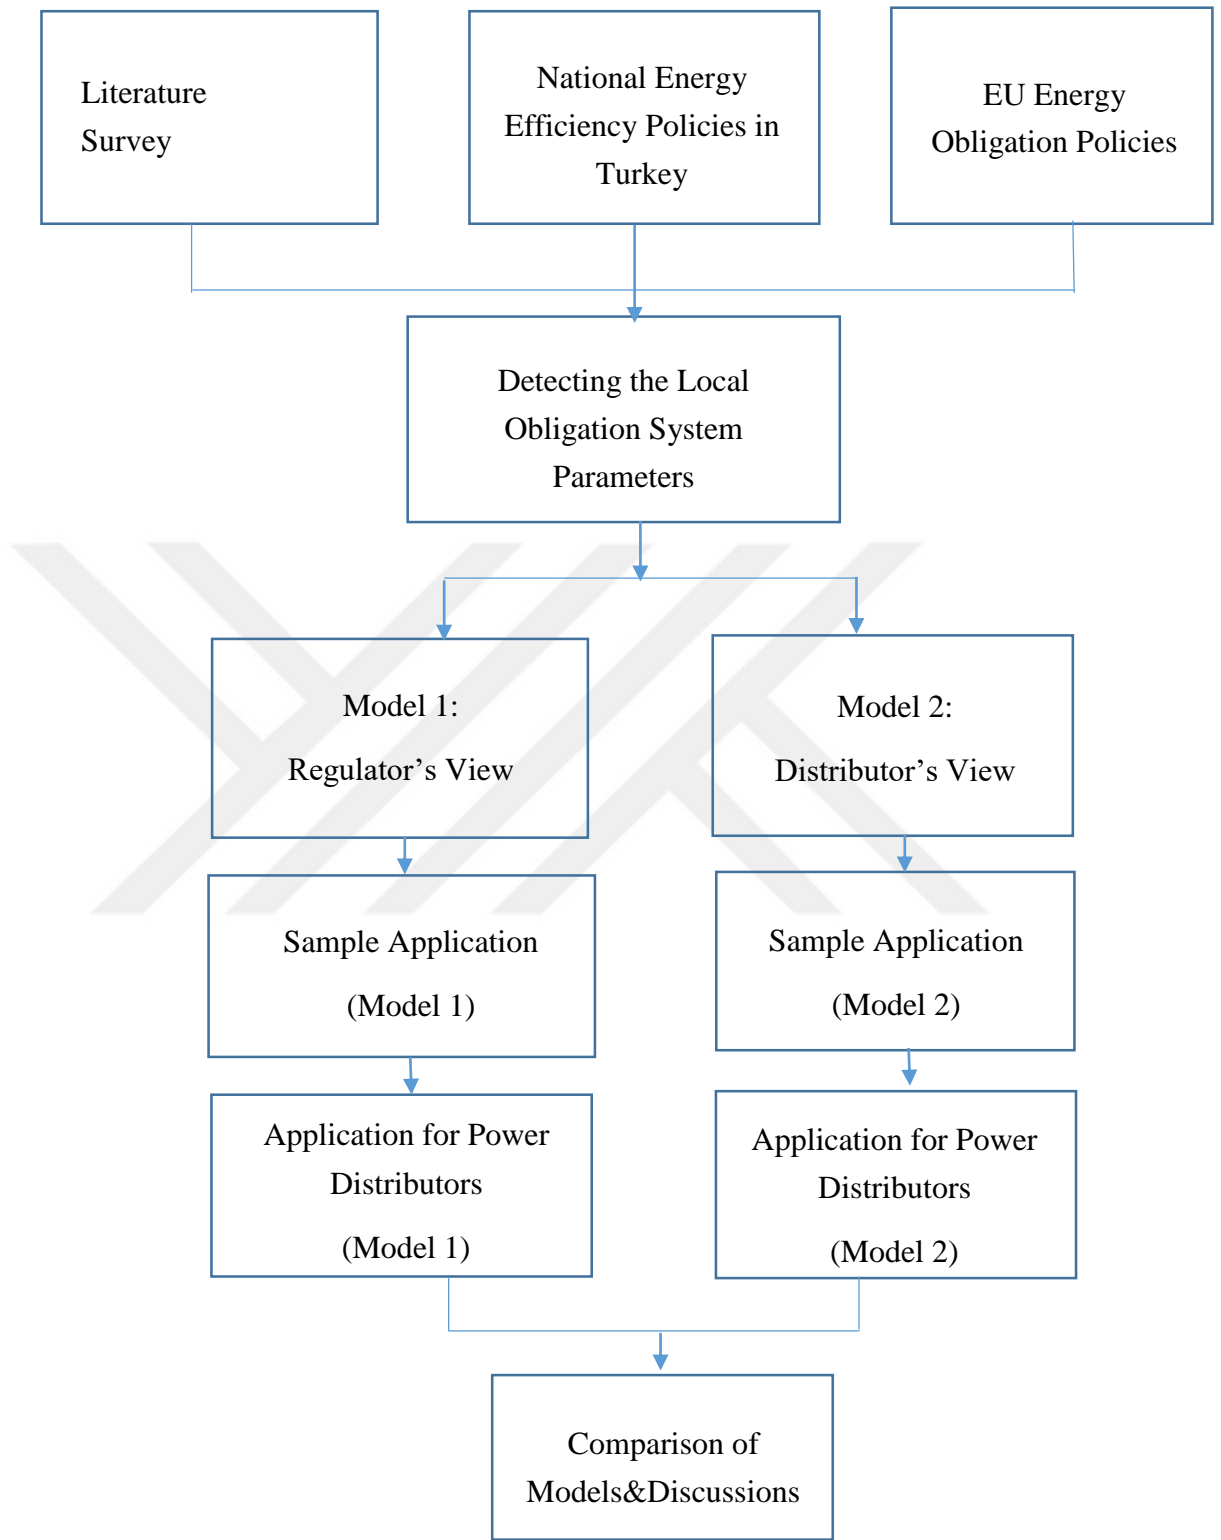 Literature
Survey
National Energy
Efficiency Policies in
Turkey
EU Energy
Obligation Policies
Detecting the Local
Obligation System
Parameters
Model 1:
Regulator’s View
Model 2:
Distributor’s View
Sample Application
(Model 1)
Sample Application
(Model 2)
Application for Power
Distributors
(Model 1)
Application for Power
Distributors
(Model 2)
Comparison of
Models&Discussions